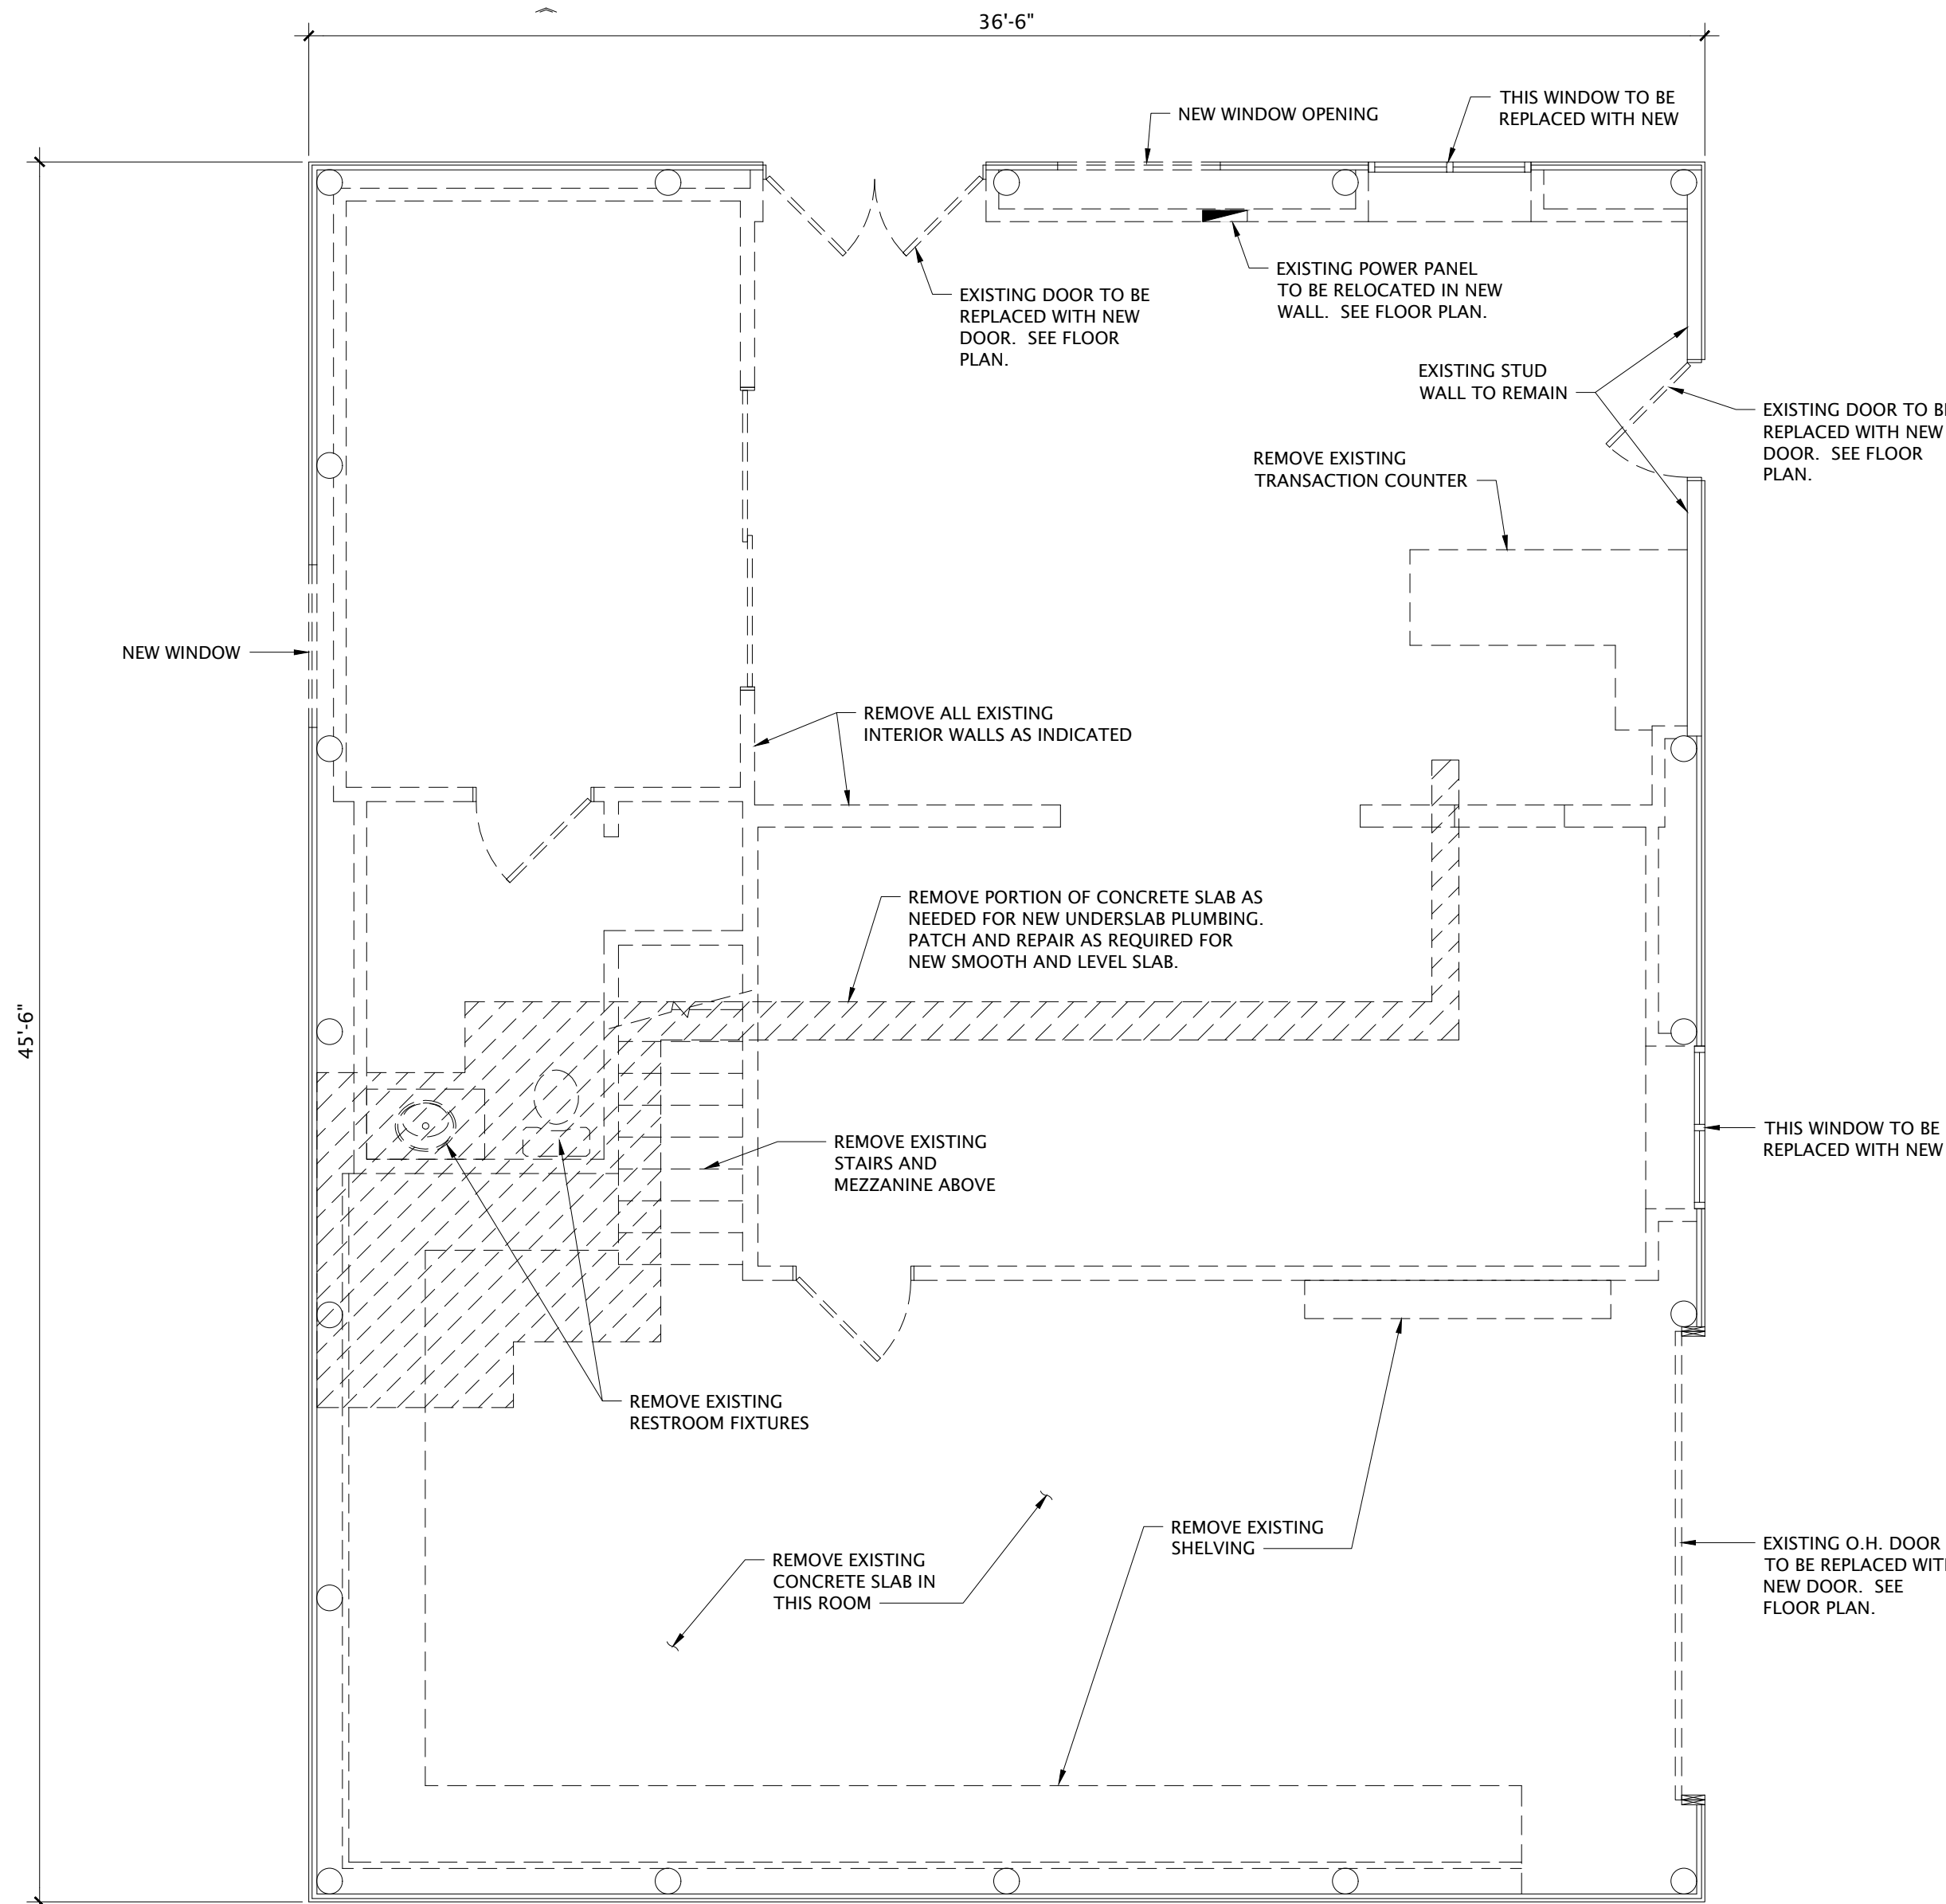 36'-6"
THIS WINDOW TO BE
REPLACED WITH NEW
NEW WINDOW OPENING
EXISTING POWER PANEL
TO BE RELOCATED IN NEW
WALL.  SEE FLOOR PLAN.
EXISTING DOOR TO BE
REPLACED WITH NEW
DOOR.  SEE FLOOR
PLAN.
EXISTING STUD
WALL TO REMAIN
EXISTING DOOR TO
REPLACED WITH NEW
DOOR.  SEE FLOOR
PLAN.
REMOVE EXISTING
TRANSACTION COUNTER
NEW WINDOW
REMOVE ALL EXISTING
INTERIOR WALLS AS INDICATED
REMOVE PORTION OF CONCRETE SLAB AS
NEEDED FOR NEW UNDERSLAB PLUMBING.
PATCH AND REPAIR AS REQUIRED FOR
NEW SMOOTH AND LEVEL SLAB.
45'-6"
REMOVE EXISTING
STAIRS AND
MEZZANINE ABOVE
THIS WINDOW TO BE
REPLACED WITH NEW
REMOVE EXISTING
RESTROOM FIXTURES
REMOVE EXISTING
SHELVING
REMOVE EXISTING
CONCRETE SLAB IN
THIS ROOM
EXISTING O.H. DOOR
TO BE REPLACED
NEW DOOR.  SEE
FLOOR PLAN.